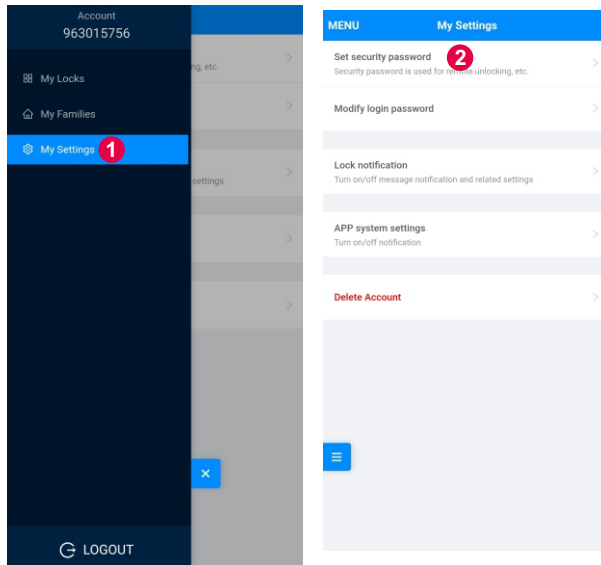 Account
963015756
My Locks
My Families
My Settings 1
LOGOUT
ng, etc.
settings
MENU My Settings
Set security password 2
Security password is used for remote unlocking, etc.
Modify login password
Lock notification
Turn on/off message notification and related settings
APP system settings
Turn on/off notification
Delete Account